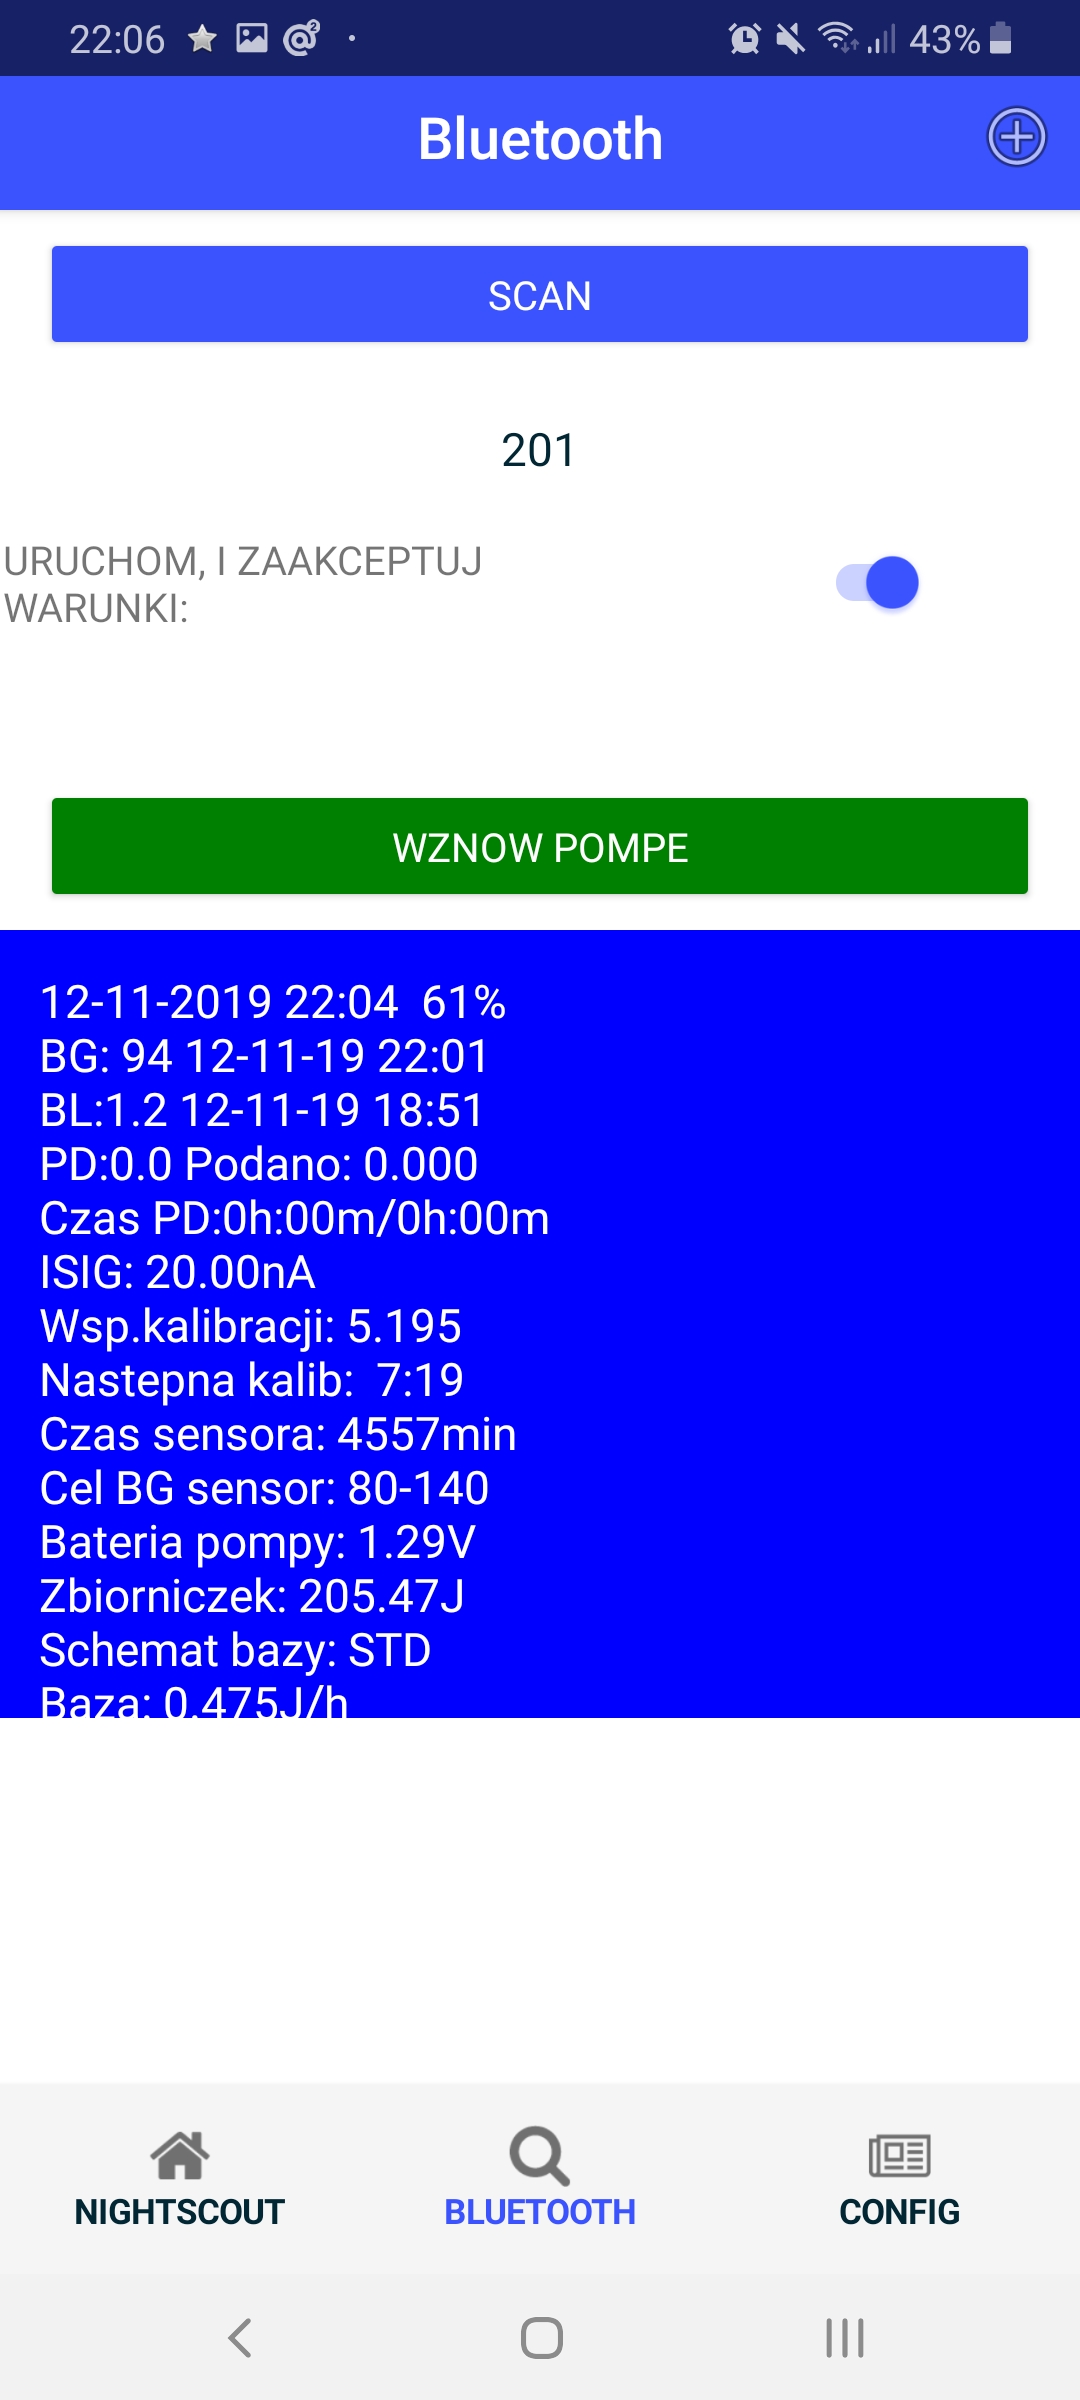 22:06 2 43%
Bluetooth
SCAN
201
URUCHOM, I ZAAKCEPTUJ
WARUNKI:
WZNOW POMPE
12-11-2019 22:04  61%
BG: 94 12-11-19 22:01
BL:1.2 12-11-19 18:51
PD:0.0 Podano: 0.000
Czas PD:0h:00m/0h:00m
ISIG: 20.00nA
Wsp.kalibracji: 5.195
Nastepna kalib:  7:19
Czas sensora: 4557min
Cel BG sensor: 80-140
Bateria pompy: 1.29V
Zbiorniczek: 205.47J
Schemat bazy: STD
Baza: 0.475J/h
NIGHTSCOUT BLUETOOTH CONFIG